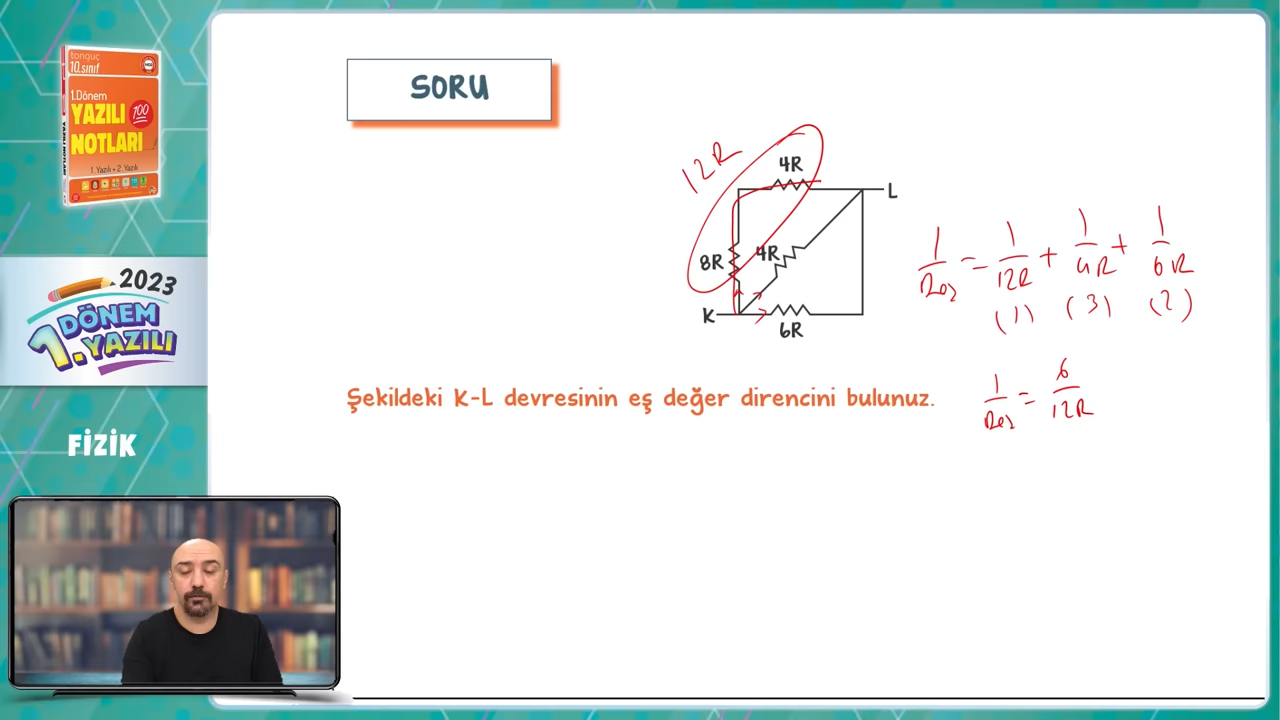 tonguç
10.sınıf
1.Dönem
YAZILI
NOTLARI
100
1.Yazılı + 2.Yazılı
YAZILI NOTLARI
2023
1. DÖNEM
YAZILI
FİZİK
SORU
12R
4R
L
8R
4R
K
6R
1/Reş = 1/12R + 1/4R + 1/6R
(1) (3) (2)
Şekildeki K-L devresinin eş değer direncini bulunuz.
1/Reş = 6/12R